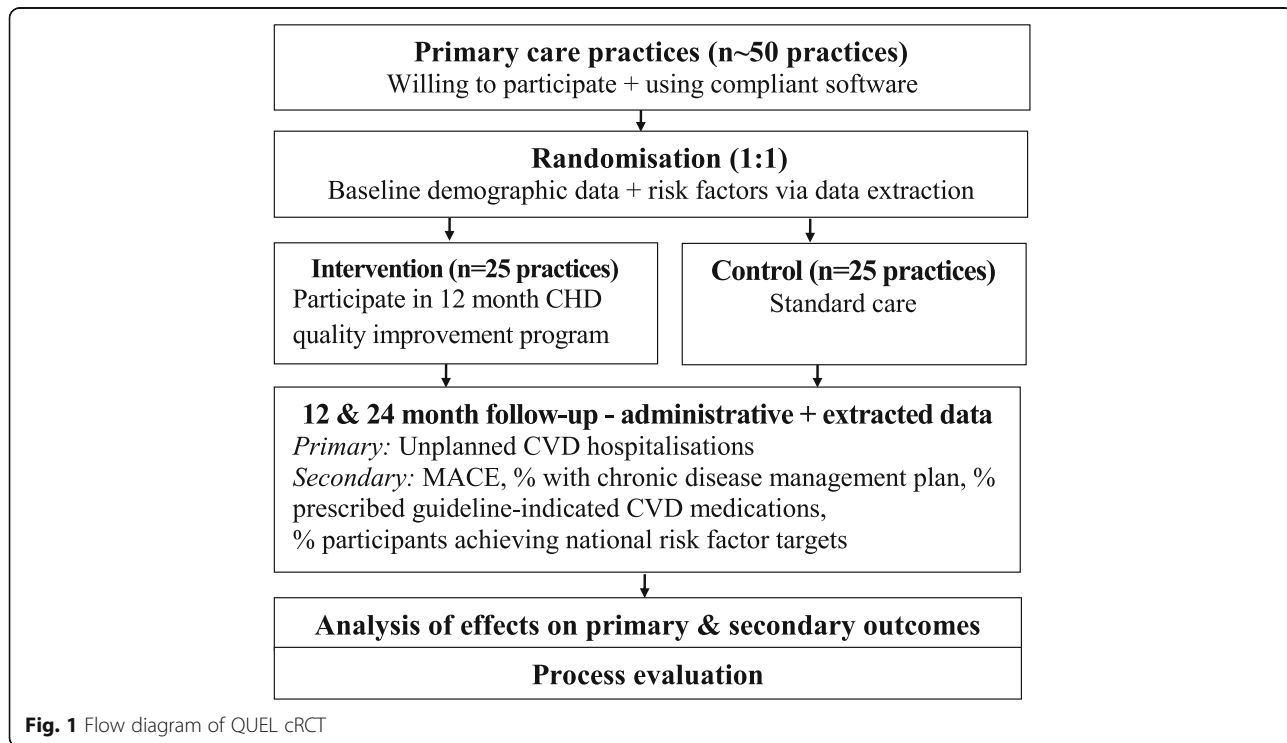 Primary care practices (n~50 practices)
Willing to participate + using compliant software
Randomisation (1:1)
Baseline demographic data + risk factors via data extraction
Intervention (n=25 practices)
Participate in 12 month CHD
quality improvement program
Control (n=25 practices)
Standard care
12 & 24 month follow-up - administrative + extracted data
Primary: Unplanned CVD hospitalisations
Secondary: MACE, % with chronic disease management plan, %
prescribed guideline-indicated CVD medications,
% participants achieving national risk factor targets
Analysis of effects on primary & secondary outcomes
Process evaluation
Fig. 1 Flow diagram of QUEL cRCT